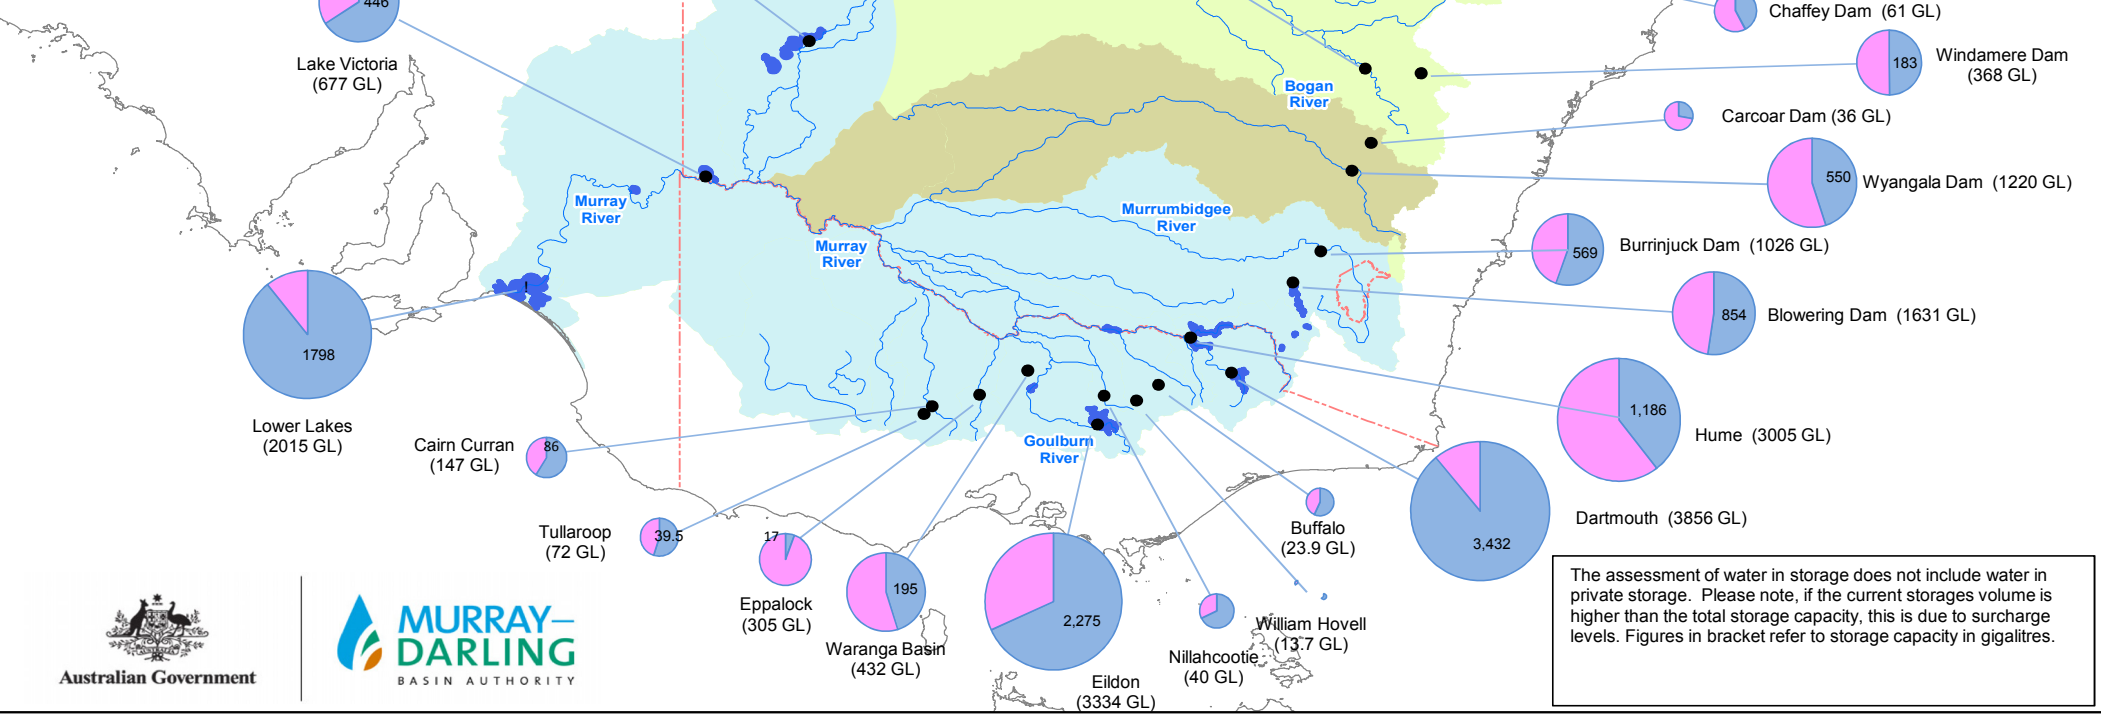 446
Lake Victoria
(677 GL)
Chaffey Dam (61 GL)
183
Windamere Dam
(368 GL)
Bogan
River
Carcoar Dam (36 GL)
550
Wyangala Dam (1220 GL)
Murray
River
Murrumbidgee
River
Murray
River
569
Burrinjuck Dam (1026 GL)
854
Blowering Dam (1631 GL)
1798
Lower Lakes
(2015 GL)
1,186
Hume (3005 GL)
Cairn Curran
(147 GL)
86
Goulburn
River
Tullaroop
(72 GL)
39.5
17
Eppalock
(305 GL)
195
Waranga Basin
(432 GL)
2,275
Eildon
(3334 GL)
Nillahcootie
(40 GL)
William Hovell
(13.7 GL)
Buffalo
(23.9 GL)
3,432
Dartmouth (3856 GL)
The assessment of water in storage does not include water in
private storage. Please note, if the current storages volume is
higher than the total storage capacity, this is due to surcharge
levels. Figures in bracket refer to storage capacity in gigalitres.
Australian Government
MURRAY–
DARLING
BASIN AUTHORITY